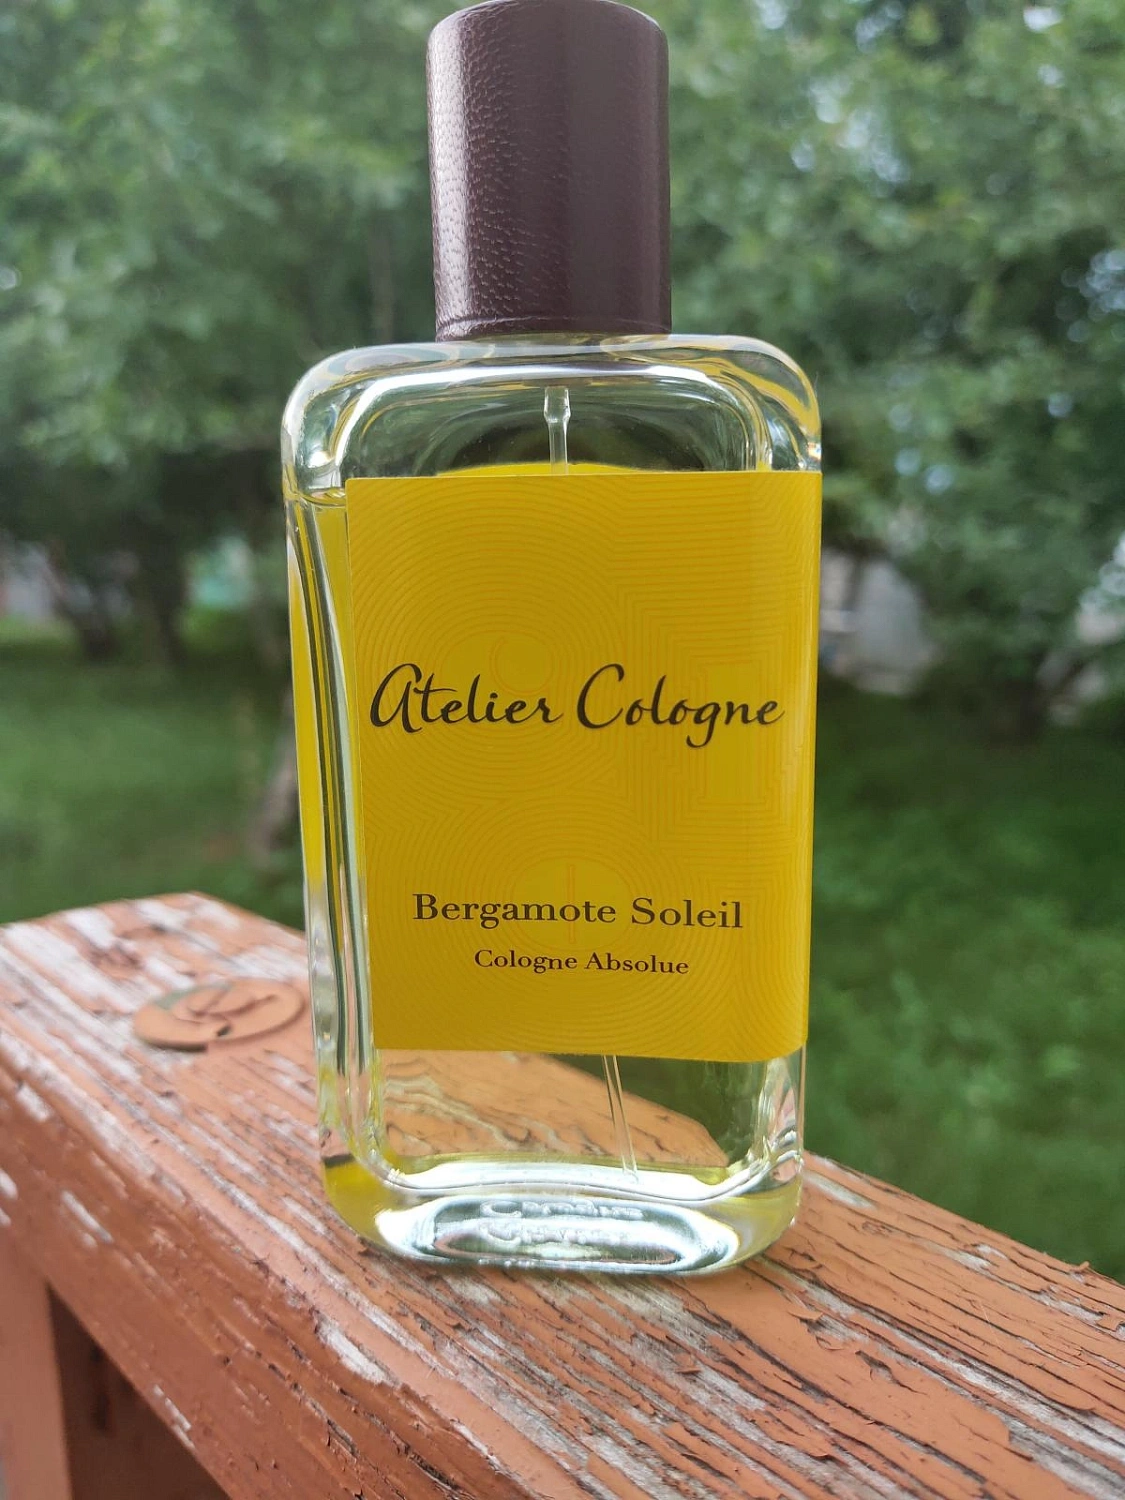 Atelier Cologne
Bergamote Soleil
Cologne Absolue